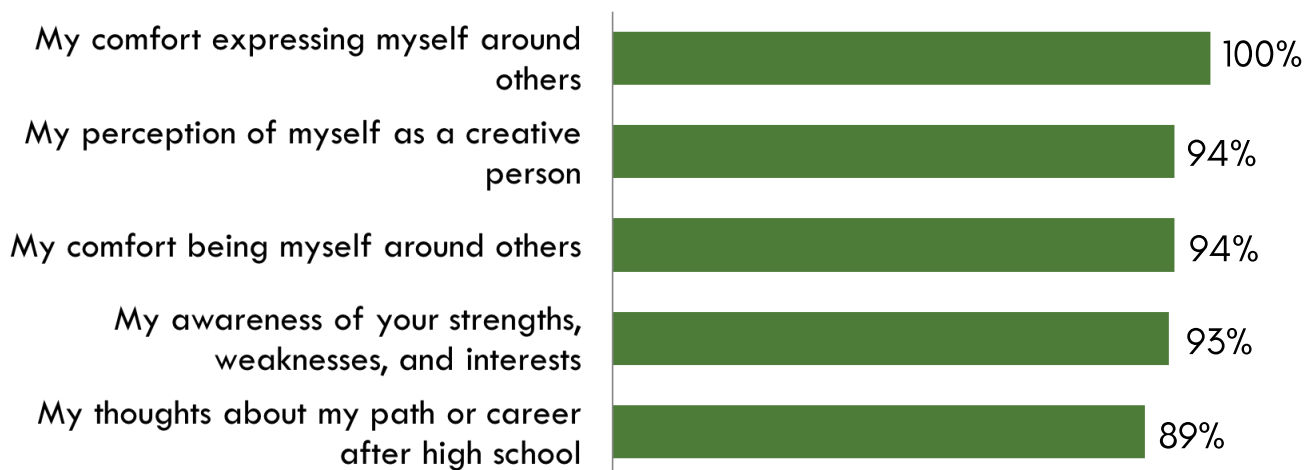 My comfort expressing myself around
others
100%
My perception of myself as a creative
person
94%
My comfort being myself around others
94%
My awareness of your strengths,
weaknesses, and interests
93%
My thoughts about my path or career
after high school
89%